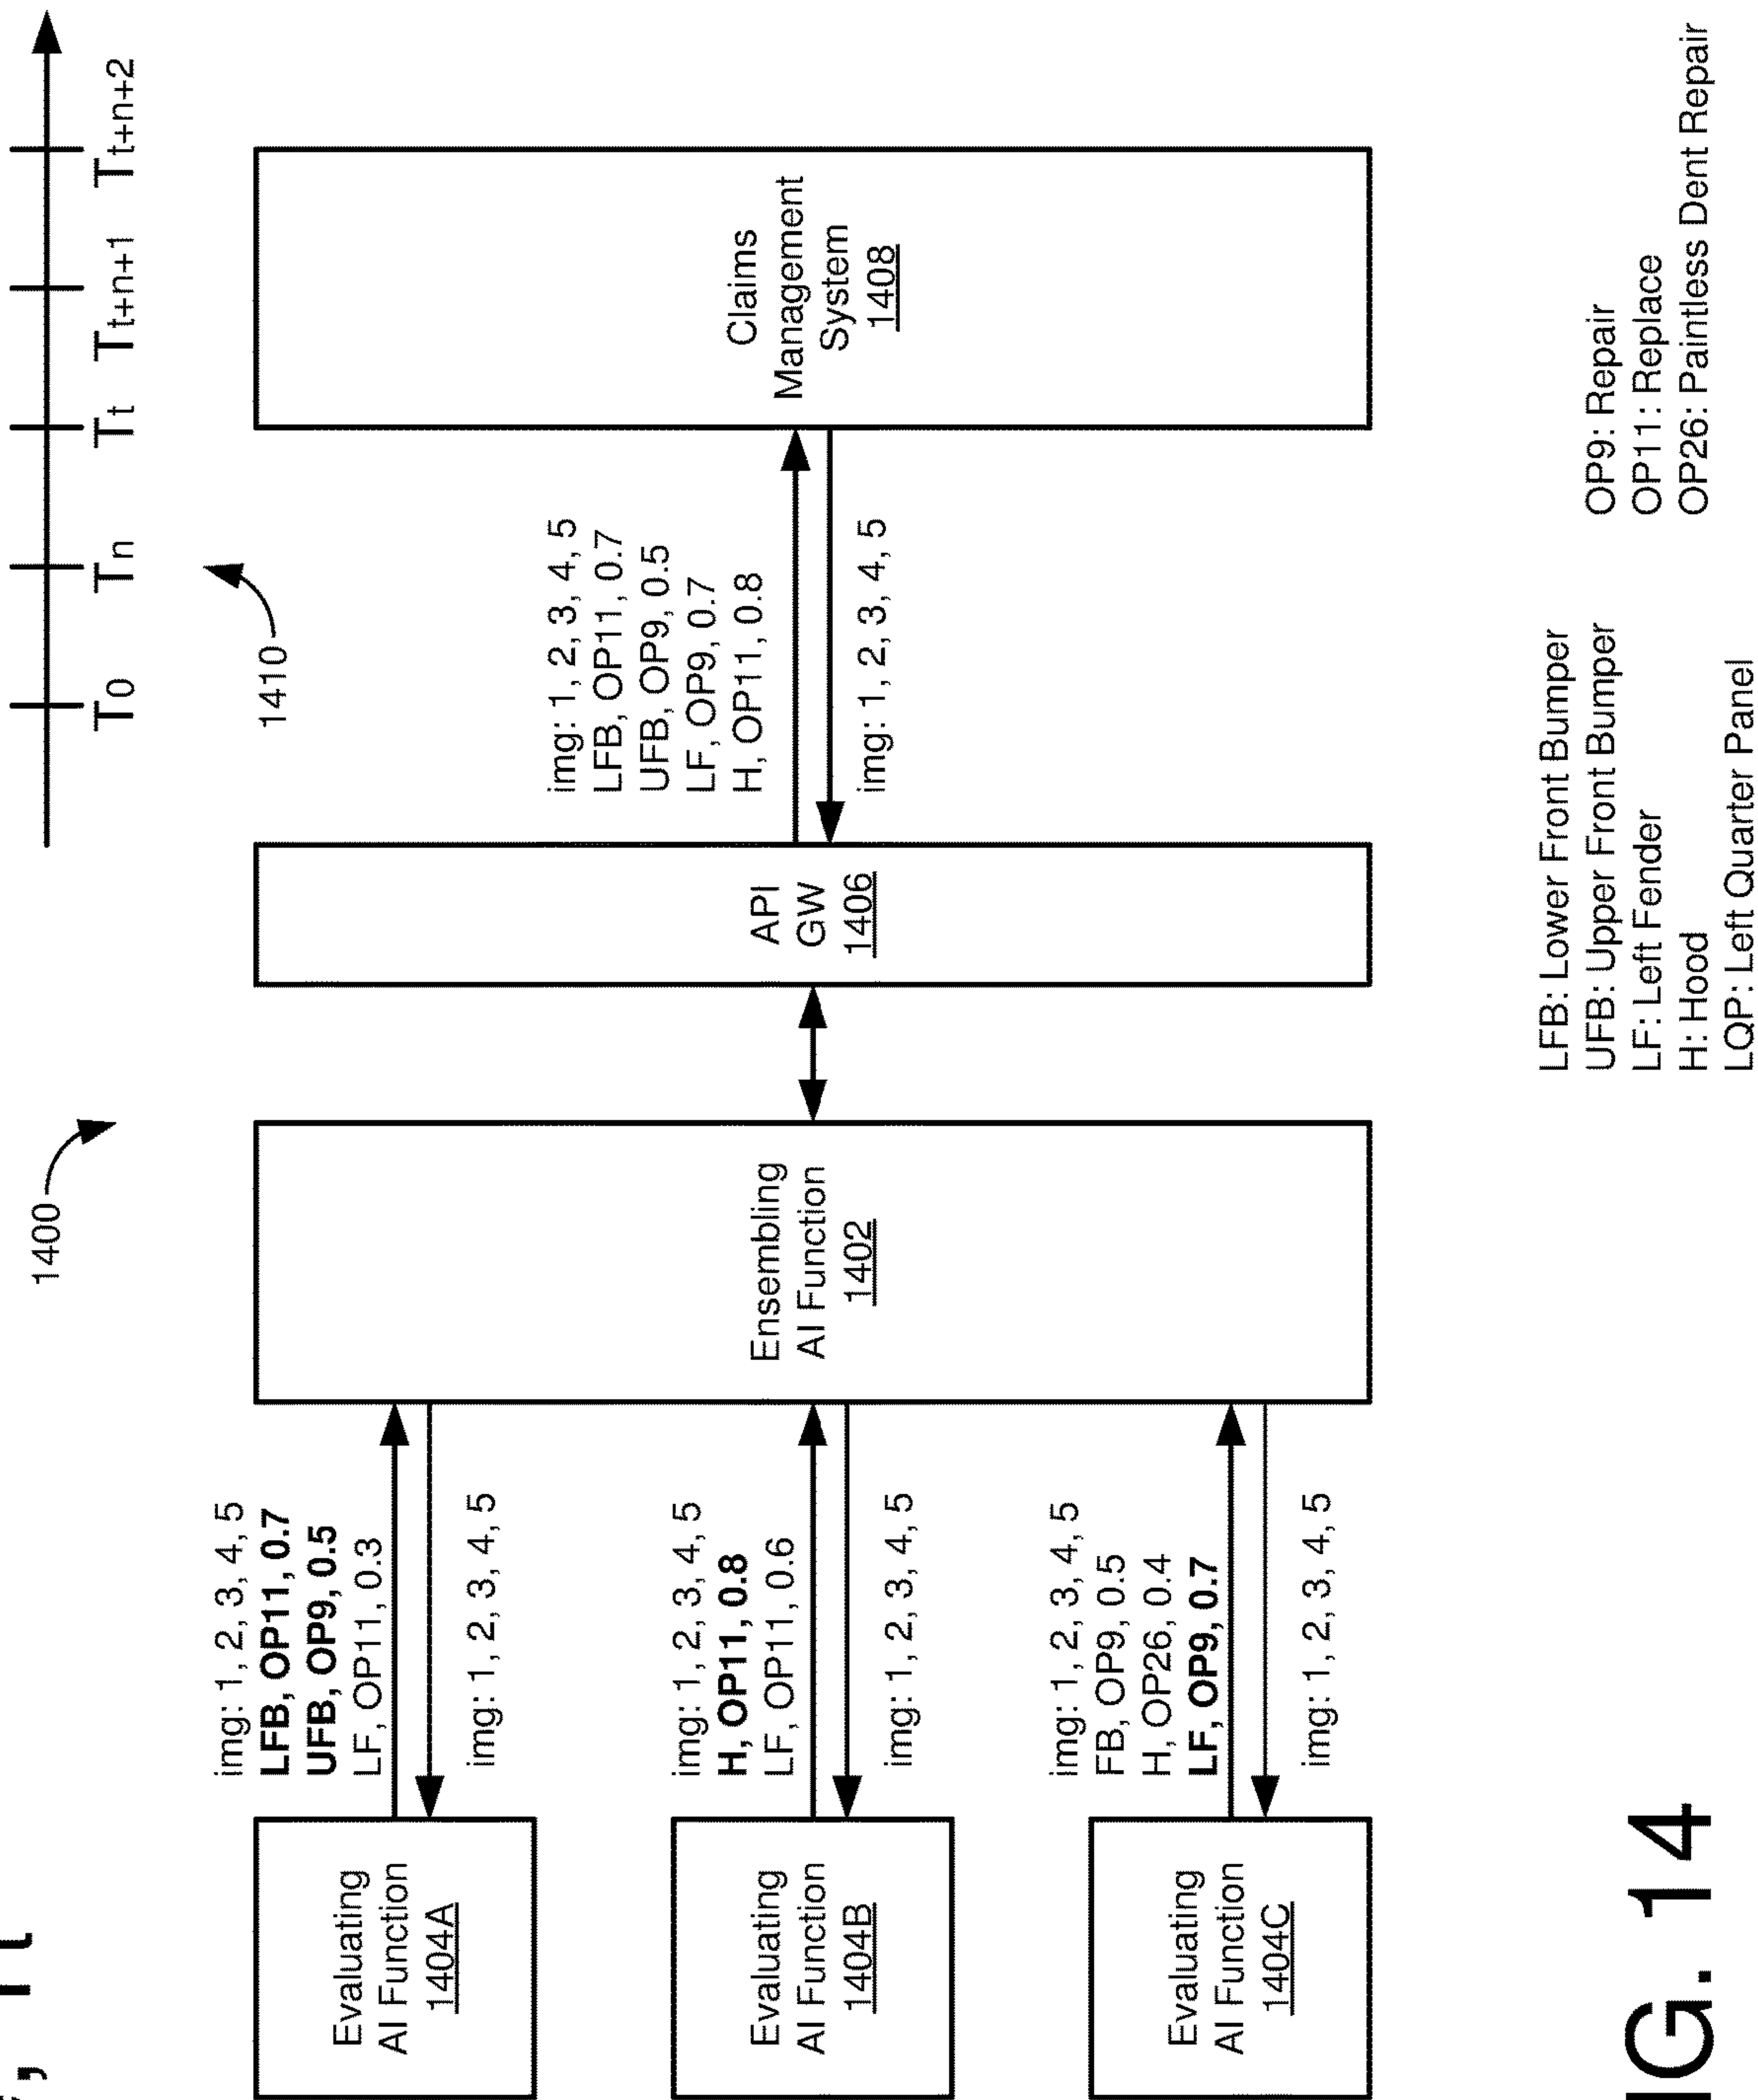 1400
T0
Tn
Tt
Tt+n+1
Tt+n+2
1410
Evaluating
AI Function
1404A
img: 1, 2, 3, 4, 5
LFB, OP11, 0.7
UFB, OP9, 0.5
LF, OP11, 0.3
img: 1, 2, 3, 4, 5
Evaluating
AI Function
1404B
img: 1, 2, 3, 4, 5
H, OP11, 0.8
LF, OP11, 0.6
img: 1, 2, 3, 4, 5
Evaluating
AI Function
1404C
img: 1, 2, 3, 4, 5
FB, OP9, 0.5
H, OP26, 0.4
LF, OP9, 0.7
img: 1, 2, 3, 4, 5
Ensembling
AI Function
1402
API
GW
1406
img: 1, 2, 3, 4, 5
LFB, OP11, 0.7
UFB, OP9, 0.5
LF, OP9, 0.7
H, OP11, 0.8
img: 1, 2, 3, 4, 5
Claims
Management
System
1408
LFB: Lower Front Bumper
UFB: Upper Front Bumper
LF: Left Fender
H: Hood
LQP: Left Quarter Panel
OP9: Repair
OP11: Replace
OP26: Paintless Dent Repair
IG. 14